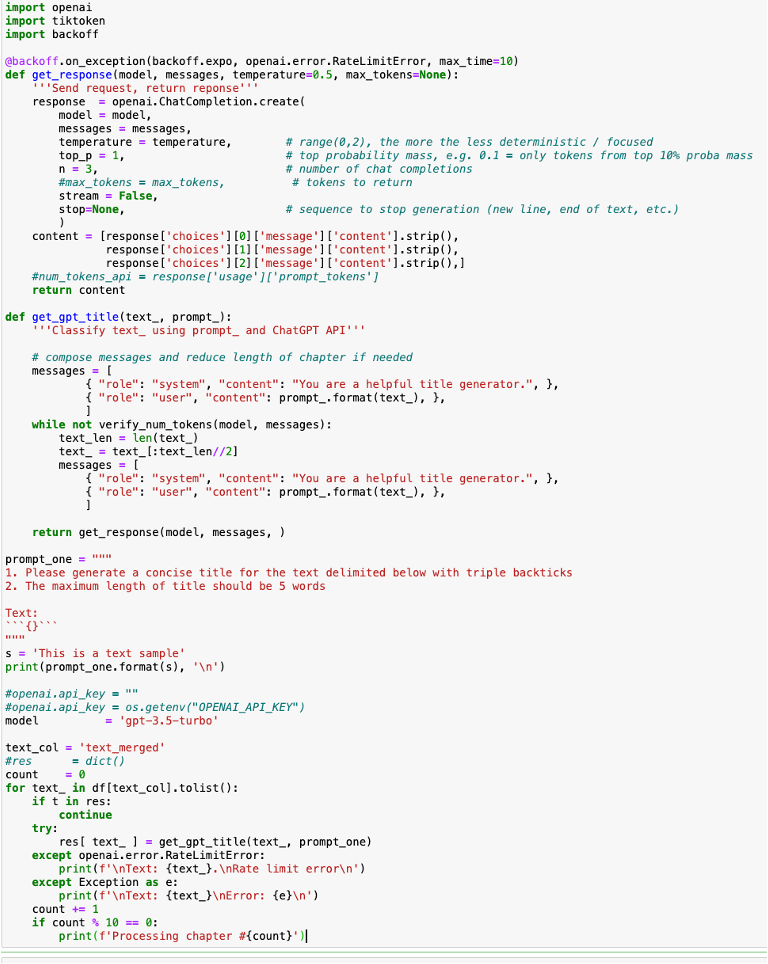 import openai
import tiktoken
import backoff

@backoff.on_exception(backoff.expo, openai.error.RateLimitError, max_time=10)
def get_response(model, messages, temperature=0.5, max_tokens=None):
    '''Send request, return reponse'''
    response  = openai.ChatCompletion.create(
        model = model,
        messages = messages,
        temperature = temperature,        # range(0,2), the more the less deterministic / focused
        top_p = 1,                        # top probability mass, e.g. 0.1 = only tokens from top 10% proba mass
        n = 3,                            # number of chat completions
        #max_tokens = max_tokens,          # tokens to return
        stream = False,
        stop=None,                        # sequence to stop generation (new line, end of text, etc.)
        )
    content = [response['choices'][0]['message']['content'].strip(),
               response['choices'][1]['message']['content'].strip(),
               response['choices'][2]['message']['content'].strip(),]
    #num_tokens_api = response['usage']['prompt_tokens']
    return content

def get_gpt_title(text_, prompt_):
    '''Classify text_ using prompt_ and ChatGPT API'''

    # compose messages and reduce length of chapter if needed
    messages = [
            { "role": "system", "content": "You are a helpful title generator.", },
            { "role": "user", "content": prompt_.format(text_), },
            ]
    while not verify_num_tokens(model, messages):
        text_len = len(text_)
        text_ = text_[:text_len//2]
        messages = [
            { "role": "system", "content": "You are a helpful title generator.", },
            { "role": "user", "content": prompt_.format(text_), },
            ]

    return get_response(model, messages, )

prompt_one = """
1. Please generate a concise title for the text delimited below with triple backticks
2. The maximum length of title should be 5 words

Text:
```{}```
"""
s = 'This is a text sample'
print(prompt_one.format(s), '\n')

#openai.api_key = ""
#openai.api_key = os.getenv("OPENAI_API_KEY")
model          = 'gpt-3.5-turbo'

text_col = 'text_merged'
#res      = dict()
count    = 0
for text_ in df[text_col].tolist():
    if t in res:
        continue
    try:
        res[ text_ ] = get_gpt_title(text_, prompt_one)
    except openai.error.RateLimitError:
        print(f'\nText: {text_}.\nRate limit error\n')
    except Exception as e:
        print(f'\nText: {text_}\nError: {e}\n')
    count += 1
    if count % 10 == 0:
        print(f'Processing chapter #{count}')